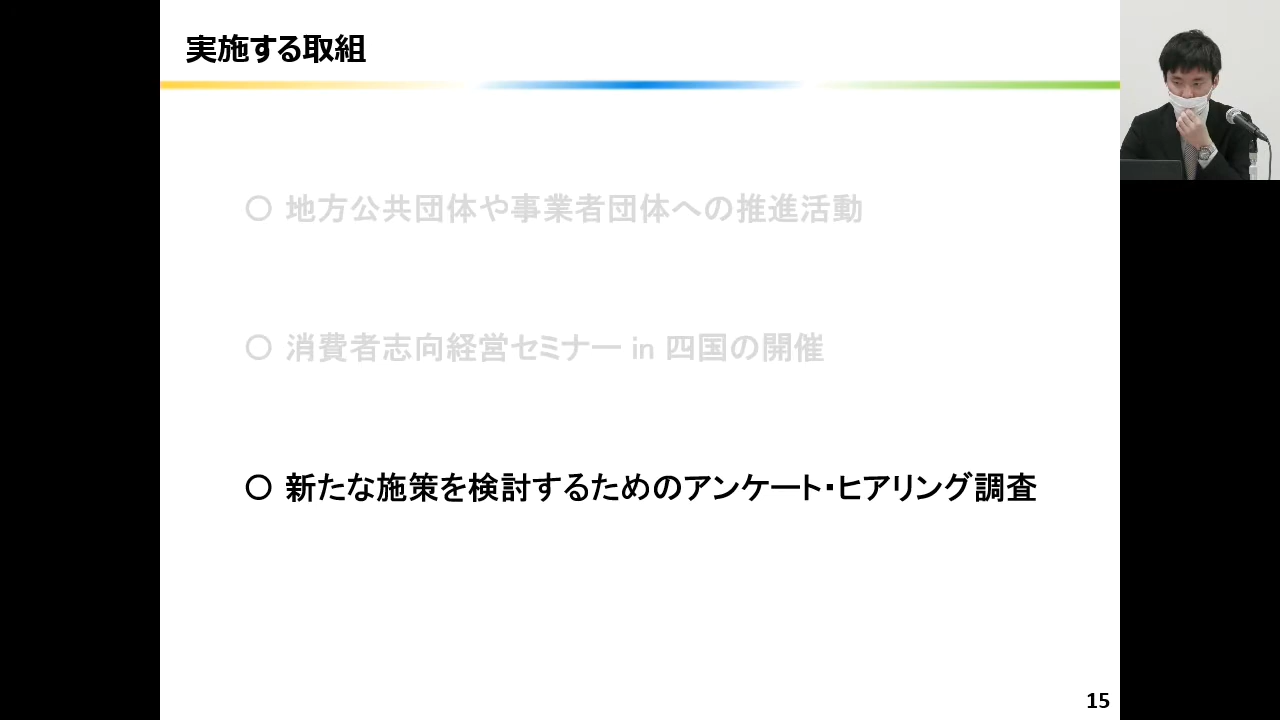 実施する取組
○ 地方公共団体や事業者団体への推進活動
○ 消費者志向経営セミナー in 四国の開催
○ 新たな施策を検討するためのアンケート・ヒアリング調査
15